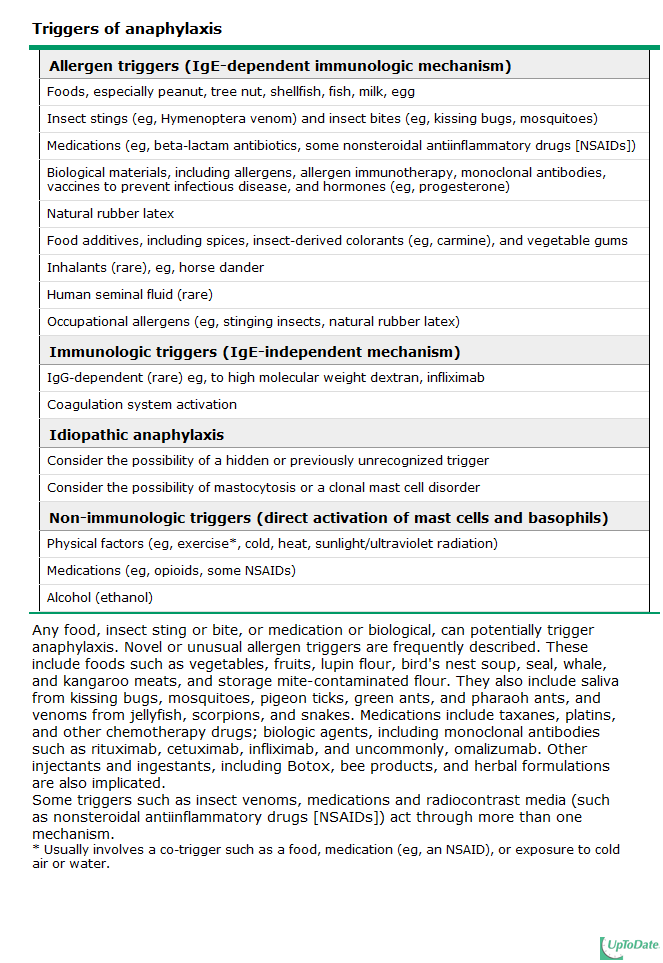 Triggers of anaphylaxis
Allergen triggers (IgE-dependent immunologic mechanism)
Foods, especially peanut, tree nut, shellfish, fish, milk, egg
Insect stings (eg, Hymenoptera venom) and insect bites (eg, kissing bugs, mosquitoes)
Medications (eg, beta-lactam antibiotics, some nonsteroidal antiinflammatory drugs [NSAIDs])
Biological materials, including allergens, allergen immunotherapy, monoclonal antibodies,
vaccines to prevent infectious disease, and hormones (eg, progesterone)
Natural rubber latex
Food additives, including spices, insect-derived colorants (eg, carmine), and vegetable gums
Inhalants (rare), eg, horse dander
Human seminal fluid (rare)
Occupational allergens (eg, stinging insects, natural rubber latex)
Immunologic triggers (IgE-independent mechanism)
IgG-dependent (rare) eg, to high molecular weight dextran, infliximab
Coagulation system activation
Idiopathic anaphylaxis
Consider the possibility of a hidden or previously unrecognized trigger
Consider the possibility of mastocytosis or a clonal mast cell disorder
Non-immunologic triggers (direct activation of mast cells and basophils)
Physical factors (eg, exercise*, cold, heat, sunlight/ultraviolet radiation)
Medications (eg, opioids, some NSAIDs)
Alcohol (ethanol)
Any food, insect sting or bite, or medication or biological, can potentially trigger
anaphylaxis. Novel or unusual allergen triggers are frequently described. These
include foods such as vegetables, fruits, lupin flour, bird's nest soup, seal, whale,
and kangaroo meats, and storage mite-contaminated flour. They also include saliva
from kissing bugs, mosquitoes, pigeon ticks, green ants, and pharaoh ants, and
venoms from jellyfish, scorpions, and snakes. Medications include taxanes, platins,
and other chemotherapy drugs; biologic agents, including monoclonal antibodies
such as rituximab, cetuximab, infliximab, and uncommonly, omalizumab. Other
injectants and ingestants, including Botox, bee products, and herbal formulations
are also implicated.
Some triggers such as insect venoms, medications and radiocontrast media (such
as nonsteroidal antiinflammatory drugs [NSAIDs]) act through more than one
mechanism.
* Usually involves a co-trigger such as a food, medication (eg, an NSAID), or exposure to cold
air or water.
UpToDate